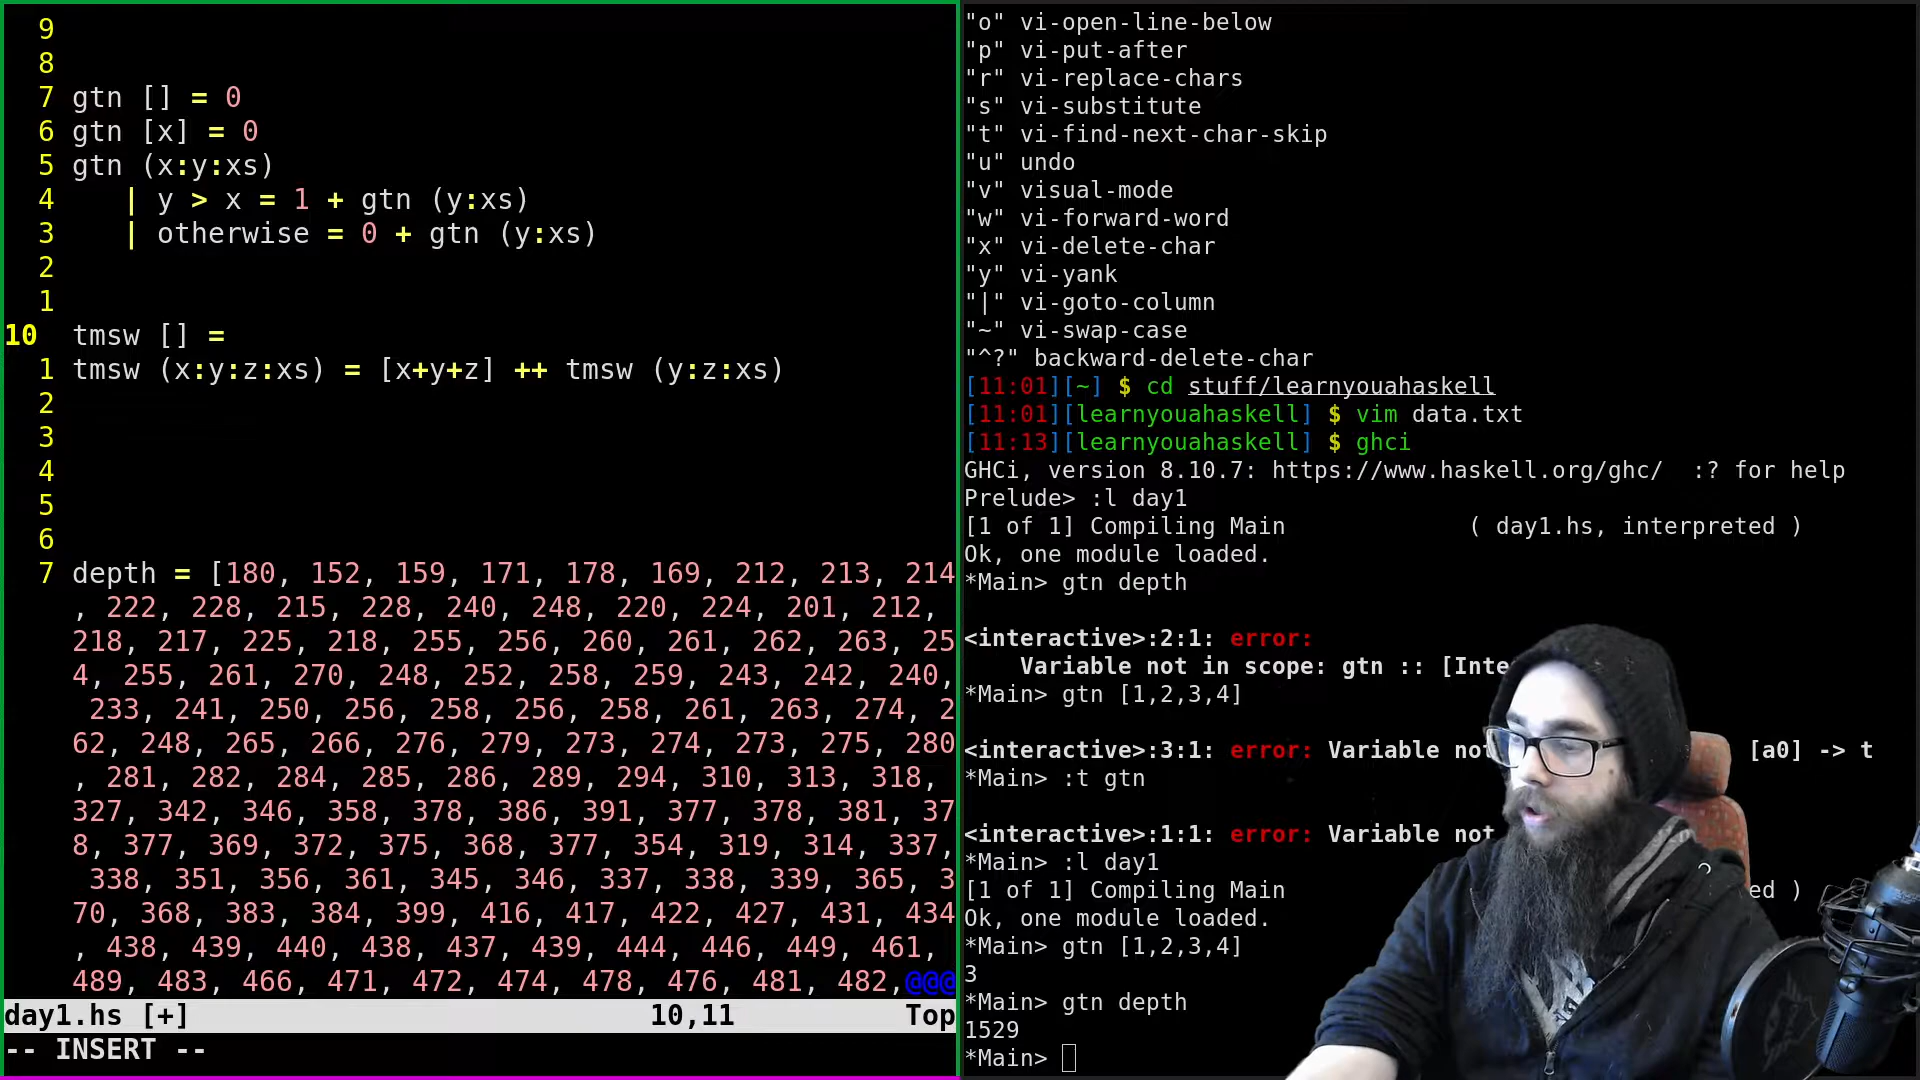 9
8
7 gtn [] = 0
6 gtn [x] = 0
5 gtn (x:y:xs)
4 | y > x = 1 + gtn (y:xs)
3 | otherwise = 0 + gtn (y:xs)
2
1
10 tmsw [] =
1 tmsw (x:y:z:xs) = [x+y+z] ++ tmsw (y:z:xs)
2
3
4
5
6
7 depth = [180, 152, 159, 171, 178, 169, 212, 213, 214
, 222, 228, 215, 228, 240, 248, 220, 224, 201, 212,
218, 217, 225, 218, 255, 256, 260, 261, 262, 263, 25
4, 255, 261, 270, 248, 252, 258, 259, 243, 242, 240,
233, 241, 250, 256, 258, 256, 258, 261, 263, 274, 2
62, 248, 265, 266, 276, 279, 273, 274, 273, 275, 280
, 281, 282, 284, 285, 286, 289, 294, 310, 313, 318,
327, 342, 346, 358, 378, 386, 391, 377, 378, 381, 37
8, 377, 369, 372, 375, 368, 377, 354, 319, 314, 337,
338, 351, 356, 361, 345, 346, 337, 338, 339, 365, 3
70, 368, 383, 384, 399, 416, 417, 422, 427, 431, 434
, 438, 439, 440, 438, 437, 439, 444, 446, 449, 461,
489, 483, 466, 471, 472, 474, 478, 476, 481, 482,@@@
day1.hs [+] 10,11 Top
-- INSERT --
"o" vi-open-line-below
"p" vi-put-after
"r" vi-replace-chars
"s" vi-substitute
"t" vi-find-next-char-skip
"u" undo
"v" visual-mode
"w" vi-forward-word
"x" vi-delete-char
"y" vi-yank
"|" vi-goto-column
"~" vi-swap-case
"^?" backward-delete-char
[11:01][~] $ cd stuff/learnyouahaskell
[11:01][learnyouahaskell] $ vim data.txt
[11:13][learnyouahaskell] $ ghci
GHCi, version 8.10.7: https://www.haskell.org/ghc/ :? for help
Prelude> :l day1
[1 of 1] Compiling Main ( day1.hs, interpreted )
Ok, one module loaded.
*Main> gtn depth
<interactive>:2:1: error:
Variable not in scope: gtn :: [Inte
*Main> gtn [1,2,3,4]
<interactive>:3:1: error: Variable not [a0] -> t
*Main> :t gtn
<interactive>:1:1: error: Variable not
*Main> :l day1
[1 of 1] Compiling Main ed )
Ok, one module loaded.
*Main> gtn [1,2,3,4]
3
*Main> gtn depth
1529
*Main>